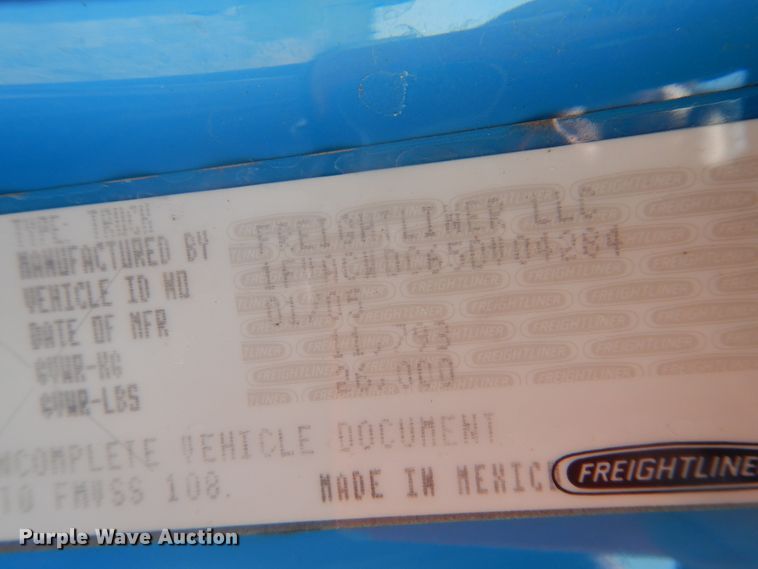 TYPE: TRUCK
MANUFACTURED BY FREIGHTLINER LLC
VEHICLE ID NO 1FVACWDC65DV04284
DATE OF MFR 01/05
GVWR-KG 11,793
GVWR-LBS 26,000
NCOMPLETE VEHICLE DOCUMENT
TO FMVSS 108. MADE IN MEXICO
FREIGHTLINER
Purple Wave Auction